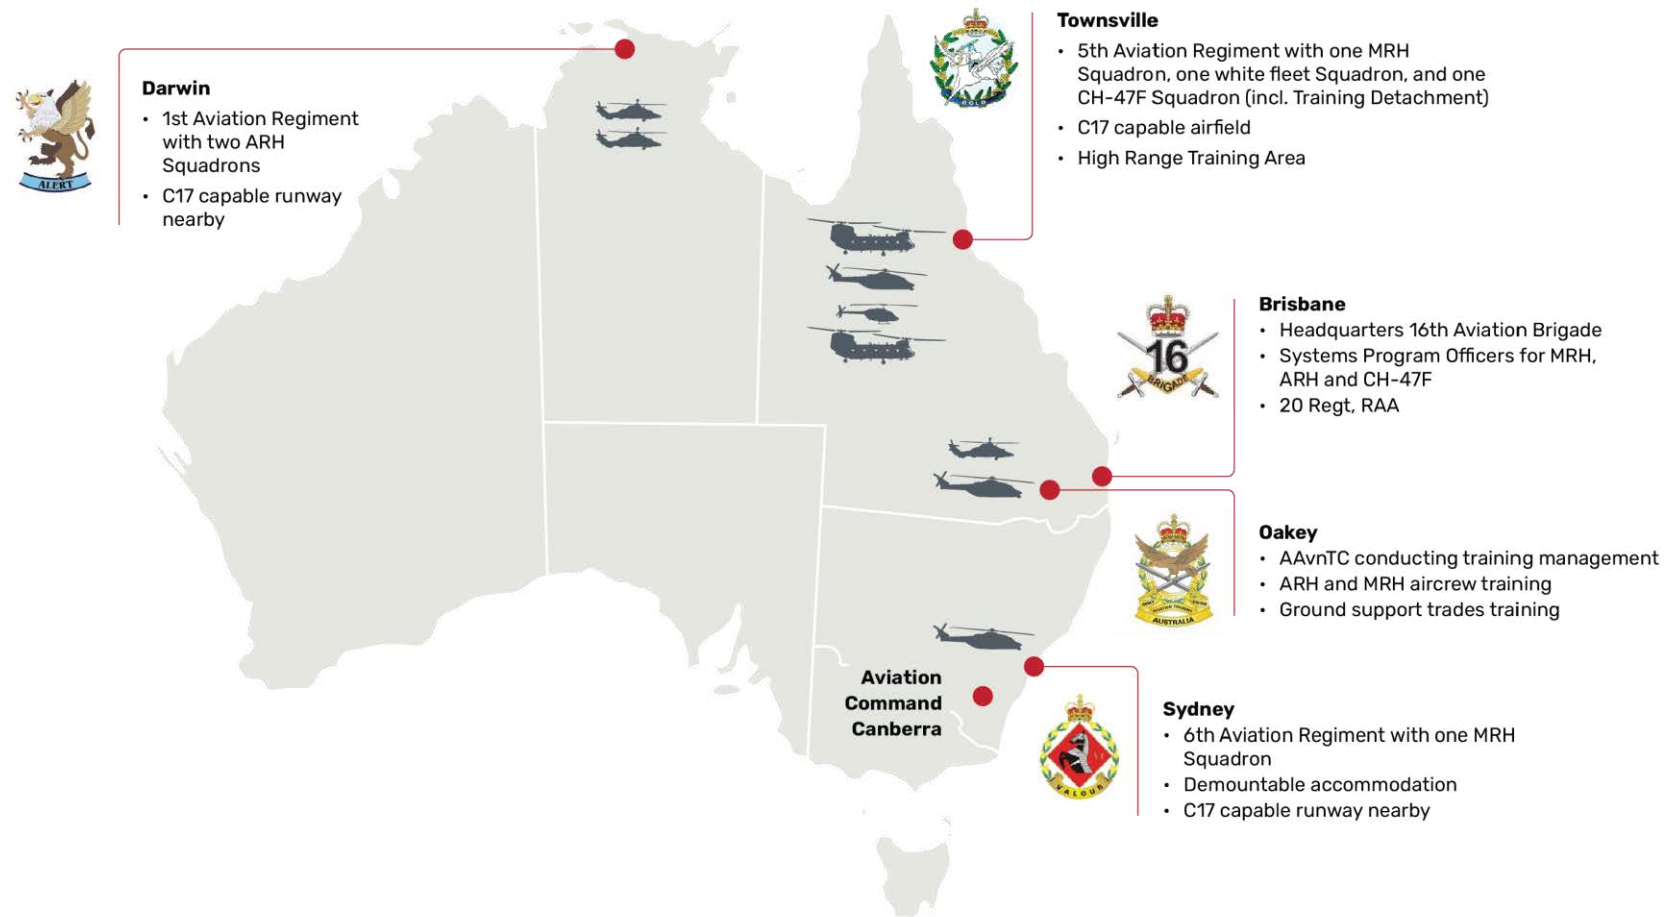 Darwin
• 1st Aviation Regiment
with two ARH
Squadrons
• C17 capable runway
nearby
ALERT
Townsville
• 5th Aviation Regiment with one MRH
Squadron, one white fleet Squadron, and one
CH-47F Squadron (incl. Training Detachment)
• C17 capable airfield
• High Range Training Area
Brisbane
• Headquarters 16th Aviation Brigade
• Systems Program Officers for MRH,
ARH and CH-47F
• 20 Regt, RAA
16
BRIGADE
Oakey
• AAvnTC conducting training management
• ARH and MRH aircrew training
• Ground support trades training
AUSTRALIA
Aviation
Command
Canberra
Sydney
• 6th Aviation Regiment with one MRH
Squadron
• Demountable accommodation
• C17 capable runway nearby
VALOUR